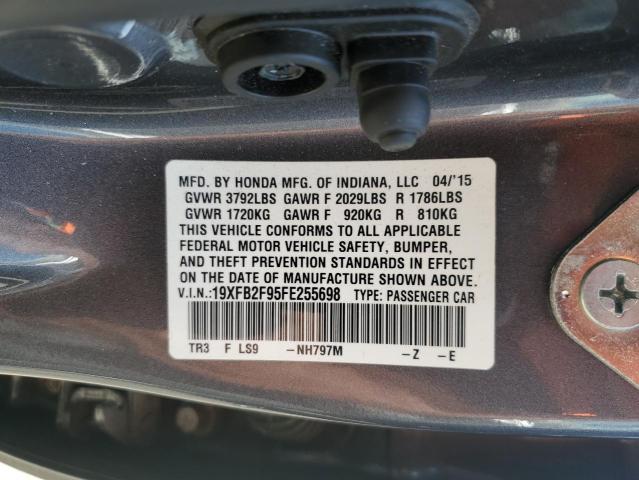 MFD. BY HONDA MFG. OF INDIANA, LLC 04/'15
GVWR 3792LBS GAWR F 2029LBS R 1786LBS
GVWR 1720KG GAWR F 920KG R 810KG
THIS VEHICLE CONFORMS TO ALL APPLICABLE
FEDERAL MOTOR VEHICLE SAFETY, BUMPER,
AND THEFT PREVENTION STANDARDS IN EFFECT
ON THE DATE OF MANUFACTURE SHOWN ABOVE.
V.I.N.:19XFB2F95FE255698 TYPE: PASSENGER CAR
TR3 F LS9 -NH797M -Z -E